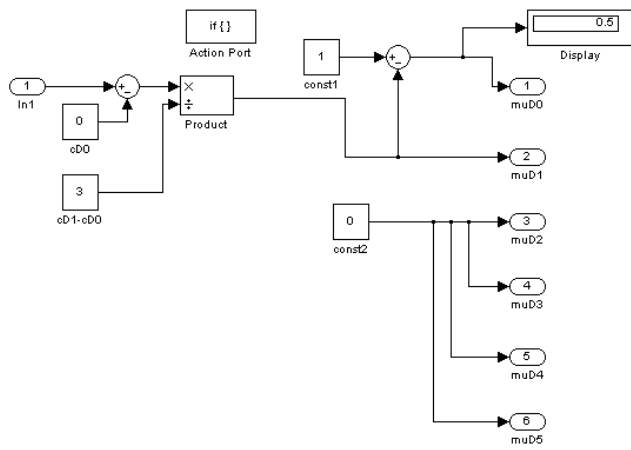 if { }
Action Port
0.5
Display
1
In1
+
−
×
÷
Product
0
cD0
3
cD1-cD0
1
const1
+
−
1
muD0
2
muD1
0
const2
3
muD2
4
muD3
5
muD4
6
muD5